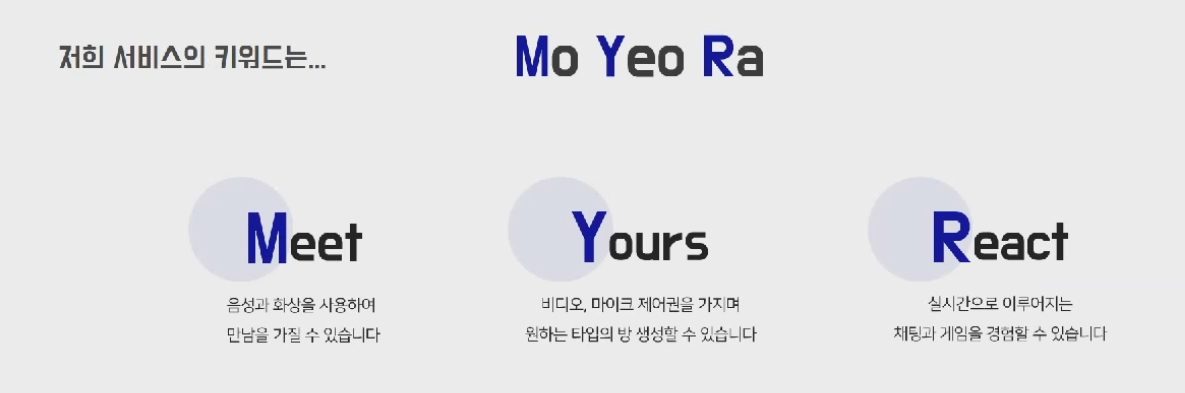 저희 서비스의 키워드는...
Mo Yeo Ra
Meet
음성과 화상을 사용하여
만남을 가질 수 있습니다
Yours
비디오, 마이크 제어권을 가지며
원하는 타입의 방 생성할 수 있습니다
React
실시간으로 이루어지는
채팅과 게임을 경험할 수 있습니다